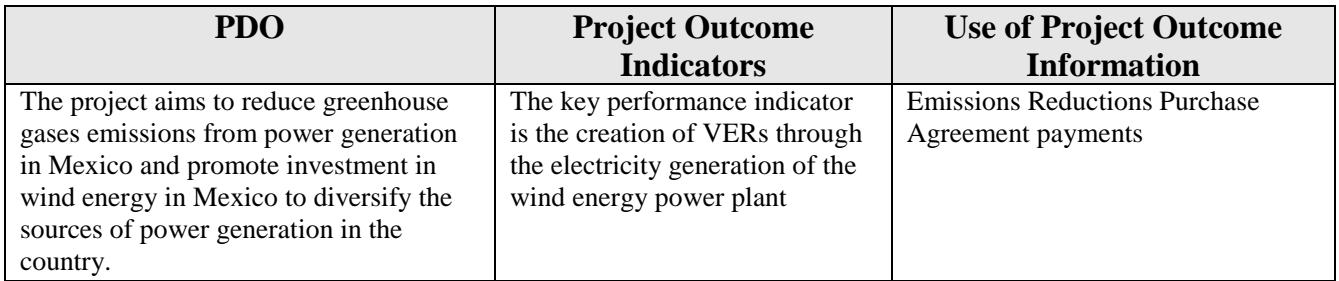 PDO
Project Outcome
Indicators
Use of Project Outcome
Information
The project aims to reduce greenhouse
gases emissions from power generation
in Mexico and promote investment in
wind energy in Mexico to diversify the
sources of power generation in the
country.
The key performance indicator
is the creation of VERs through
the electricity generation of the
wind energy power plant
Emissions Reductions Purchase
Agreement payments